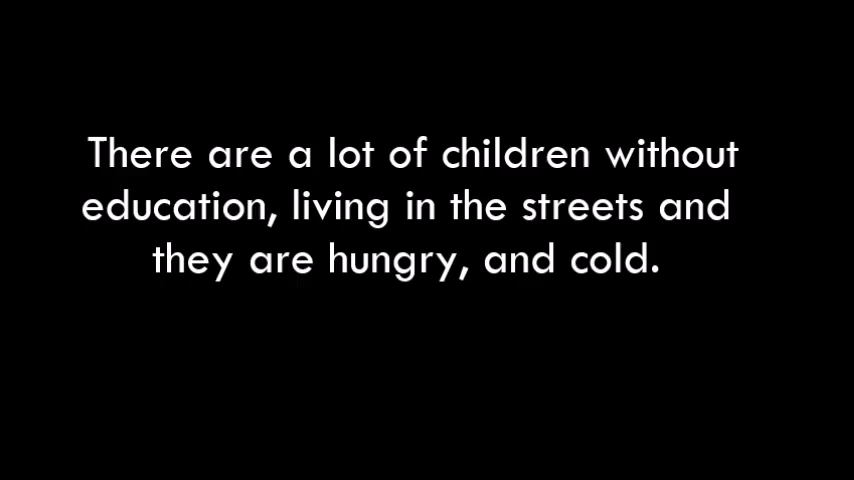 There are a lot of children without
education, living in the streets and
they are hungry, and cold.